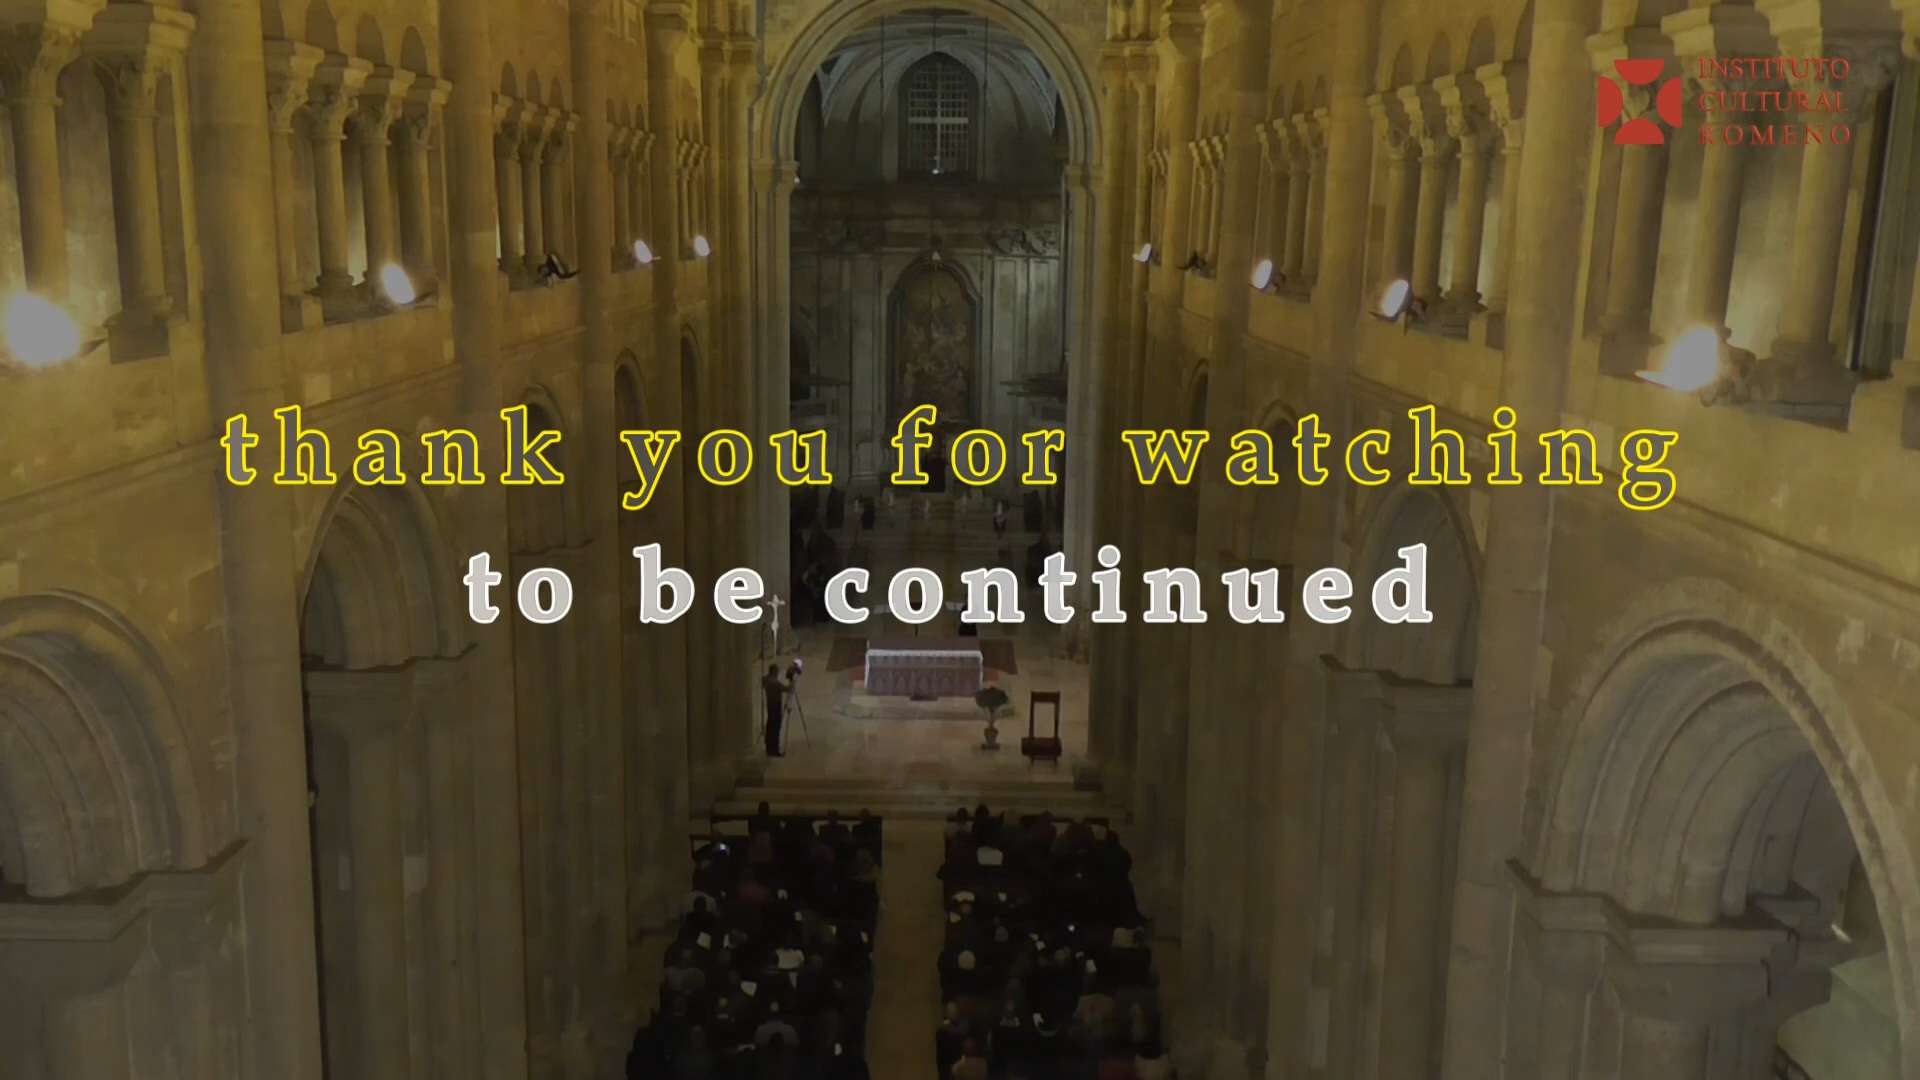 INSTITUTO
CULTURAL
ROMENO
thank you for watching
to be continued